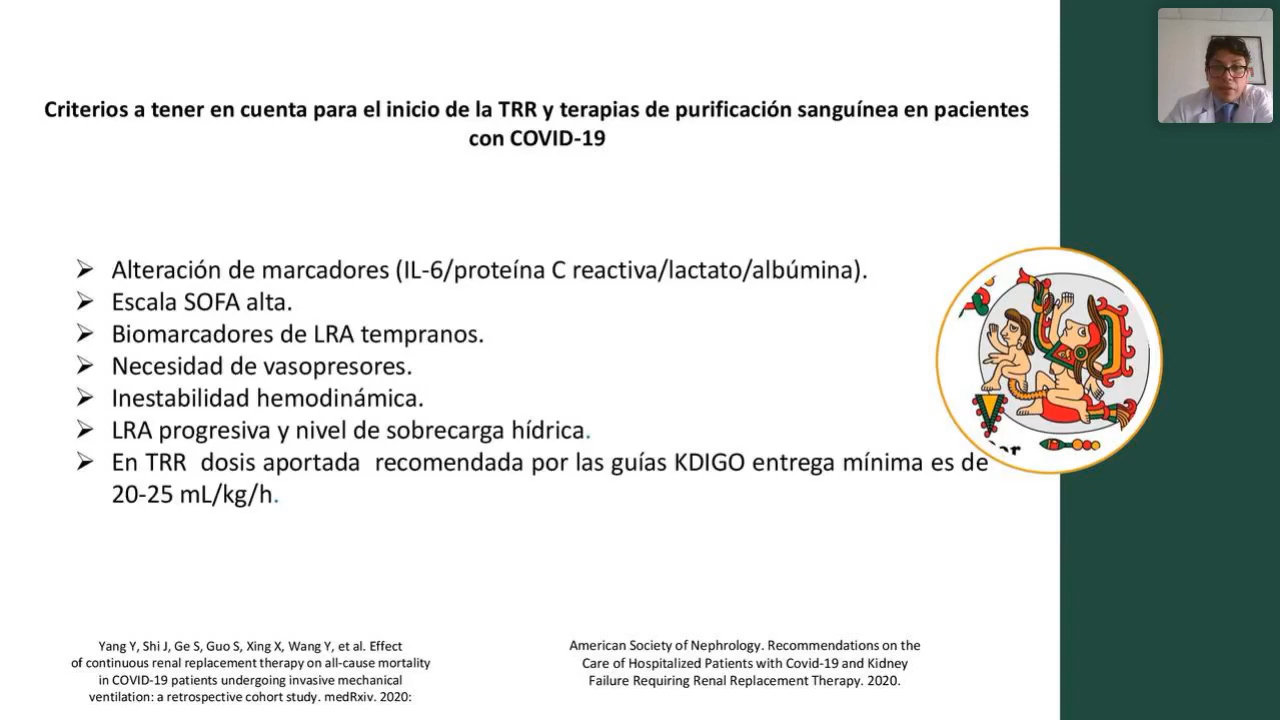 Criterios a tener en cuenta para el inicio de la TRR y terapias de purificación sanguínea en pacientes
con COVID-19
➢ Alteración de marcadores (IL-6/proteína C reactiva/lactato/albúmina).
➢ Escala SOFA alta.
➢ Biomarcadores de LRA tempranos.
➢ Necesidad de vasopresores.
➢ Inestabilidad hemodinámica.
➢ LRA progresiva y nivel de sobrecarga hídrica.
➢ En TRR dosis aportada recomendada por las guías KDIGO entrega mínima es de
20-25 mL/kg/h.
Yang Y, Shi J, Ge S, Guo S, Xing X, Wang Y, et al. Effect
of continuous renal replacement therapy on all-cause mortality
in COVID-19 patients undergoing invasive mechanical
ventilation: a retrospective cohort study. medRxiv. 2020:
American Society of Nephrology. Recommendations on the
Care of Hospitalized Patients with Covid-19 and Kidney
Failure Requiring Renal Replacement Therapy. 2020.